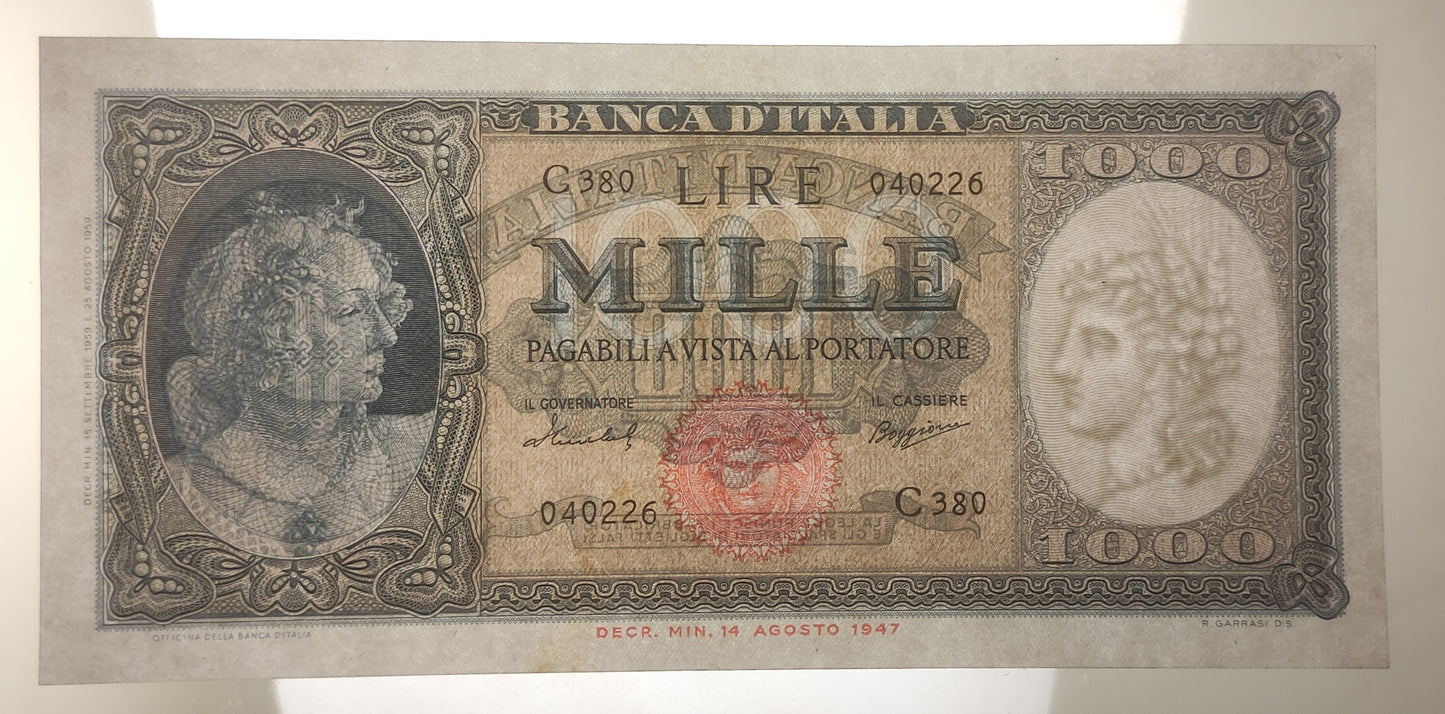 BANCA D'ITALIA
C 380 LIRE 040226
1000
MILLE
PAGABILI A VISTA AL PORTATORE
IL GOVERNATORE
IL CASSIERE
Boggione
040226
C 380
1000
DECR. MIN. 15 SETTEMBRE 1959 E 25 AGOSTO 1959
OFFICINA DELLA BANCA D'ITALIA
DECR. MIN. 14 AGOSTO 1947
R. GARRASI DIS